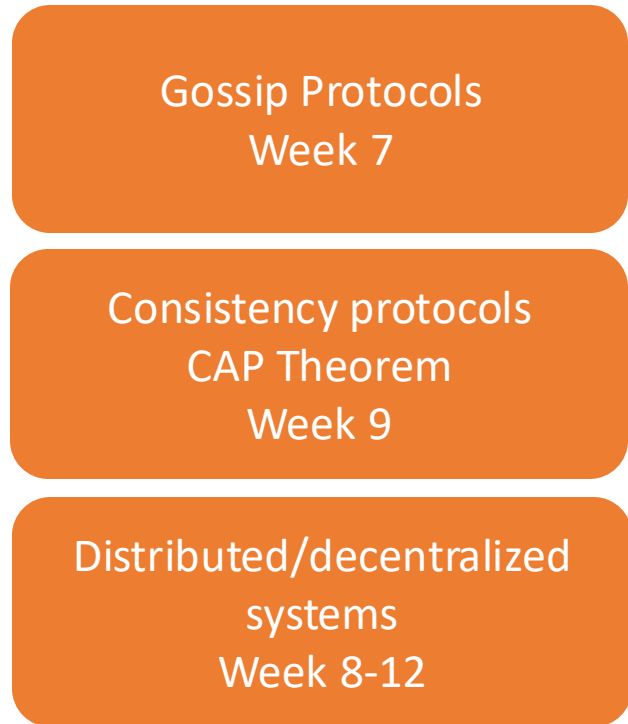 Gossip Protocols
Week 7
Consistency protocols
CAP Theorem
Week 9
Distributed/decentralized
systems
Week 8-12